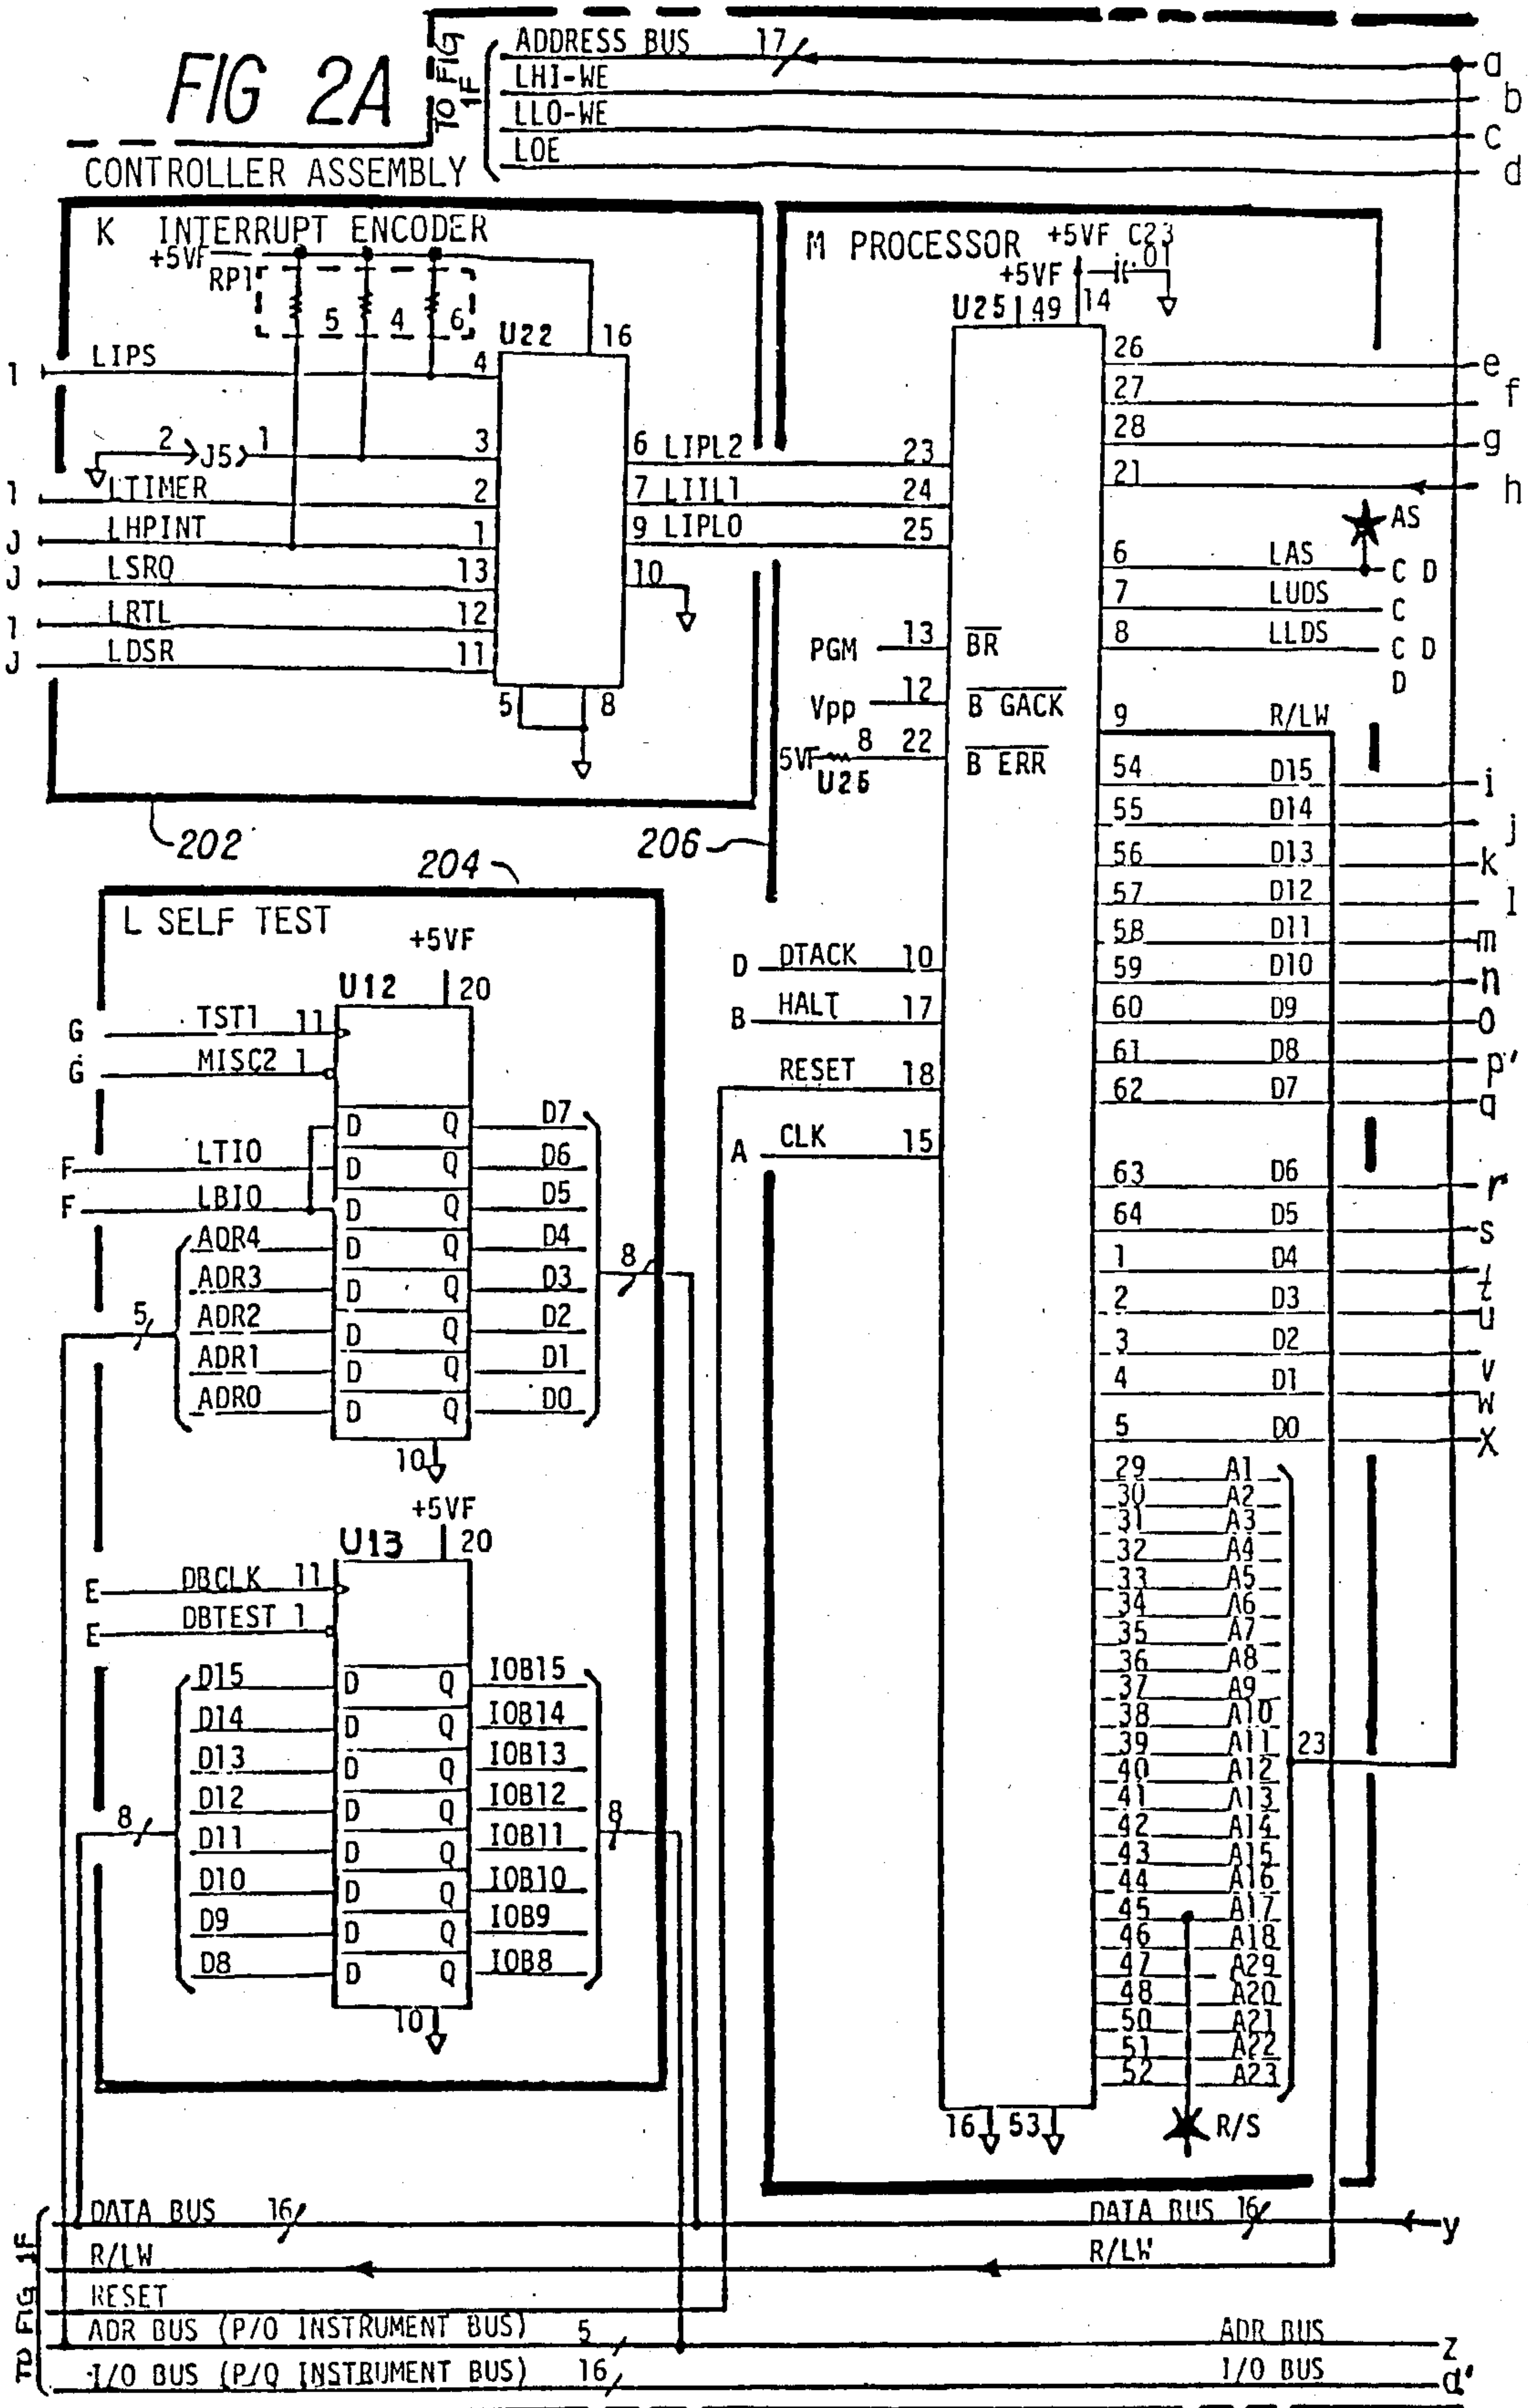 FIG 2A
TO FIG 1F
ADDRESS BUS 17
a
LHI-WE
b
LLO-WE
c
LOE
d
CONTROLLER ASSEMBLY
K INTERRUPT ENCODER
+5VF
RP1
5 4 6
U22
16
1 LIPS 4
2 J5 1 3
1 LTIMER 2
J LHPINT 1
J LSRQ 13
1 LRTL 12
J LDSR 11
6 LIPL2 23
7 LIIL1 24
9 LIPL0 25
10
5 8
202
M PROCESSOR
+5VF C23
.01
+5VF
U25 49 14
26 e
27 f
28 g
21 h
AS
6 LAS C D
7 LUDS C
8 LLDS C D
D
PGM 13 BR
Vpp 12 B GACK
5VF 8 22 B ERR
U26
9 R/LW
54 D15 i
55 D14 j
56 D13 k
57 D12 l
58 D11 m
59 D10 n
60 D9 o
61 D8 p'
62 D7 q
63 D6 r
64 D5 s
1 D4 t
2 D3 u
3 D2 v
4 D1 w
5 D0 x
206
D DTACK 10
B HALT 17
RESET 18
A CLK 15
29 A1
30 A2
31 A3
32 A4
33 A5
34 A6
35 A7
36 A8
37 A9
38 A10
39 A11
23
40 A12
41 A13
42 A14
43 A15
44 A16
45 A17
46 A18
47 A29
48 A20
50 A21
51 A22
52 A23
16 53
R/S
204
L SELF TEST
+5VF
U12 20
G TST1 11
G MISC2 1
D Q D7
F LTIO D Q D6
F LBIO D Q D5
ADR4 D Q D4
ADR3 D Q D3
5
8
ADR2 D Q D2
ADR1 D Q D1
ADR0 D Q D0
10
+5VF
U13 20
E DBCLK 11
E DBTEST 1
D15 D Q IOB15
D14 D Q IOB14
D13 D Q IOB13
D12 D Q IOB12
8
8
D11 D Q IOB11
D10 D Q IOB10
D9 D Q IOB9
D8 D Q IOB8
10
TO FIG 1F
DATA BUS 16 DATA BUS 16 y
R/LW R/LW
RESET
ADR BUS (P/O INSTRUMENT BUS) 5 ADR BUS z
I/O BUS (P/O INSTRUMENT BUS) 16 I/O BUS a'